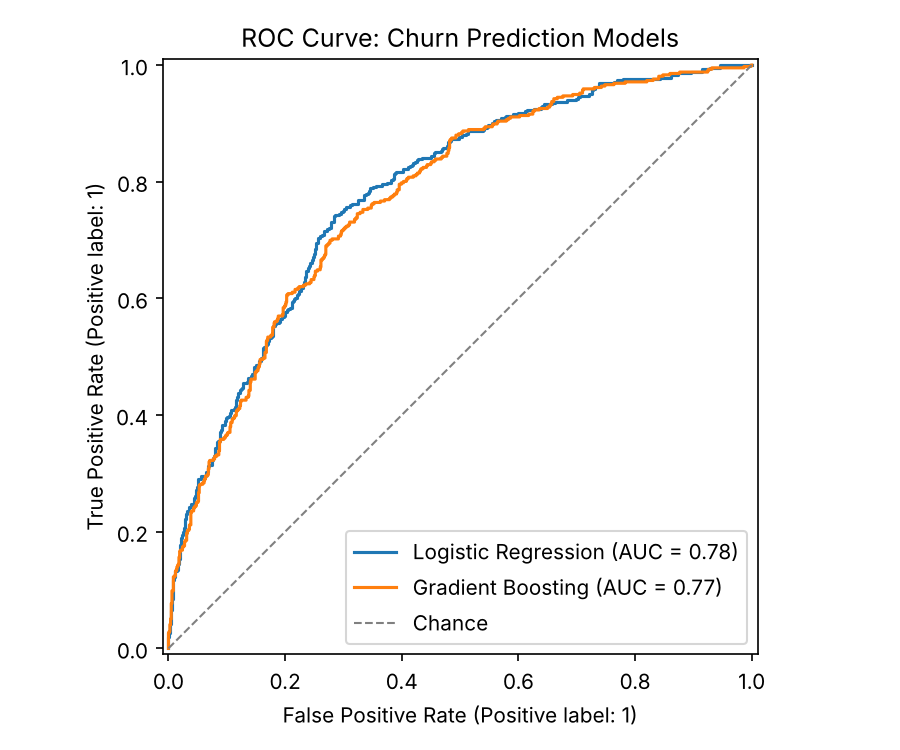 ROC Curve: Churn Prediction Models
True Positive Rate (Positive label: 1)
1.0
0.8
0.6
0.4
0.2
0.0
Logistic Regression (AUC = 0.78)
Gradient Boosting (AUC = 0.77)
Chance
0.0 0.2 0.4 0.6 0.8 1.0
False Positive Rate (Positive label: 1)